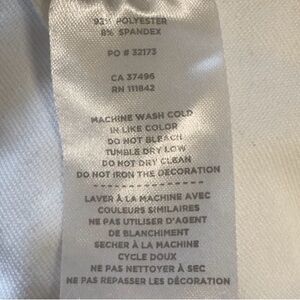 92% POLYESTER
8% SPANDEX
PO # 32173
CA 37496
RN 111842
MACHINE WASH COLD
IN LIKE COLOR
DO NOT BLEACH
TUMBLE DRY LOW
DO NOT DRY CLEAN
DO NOT IRON THE DECORATION
LAVER À LA MACHINE AVEC
COULEURS SIMILAIRES
NE PAS UTILISER D'AGENT
DE BLANCHIMENT
SECHER À LA MACHINE
CYCLE DOUX
NE PAS NETTOYER À SEC
NE PAS REPASSER LES DÉCORATION